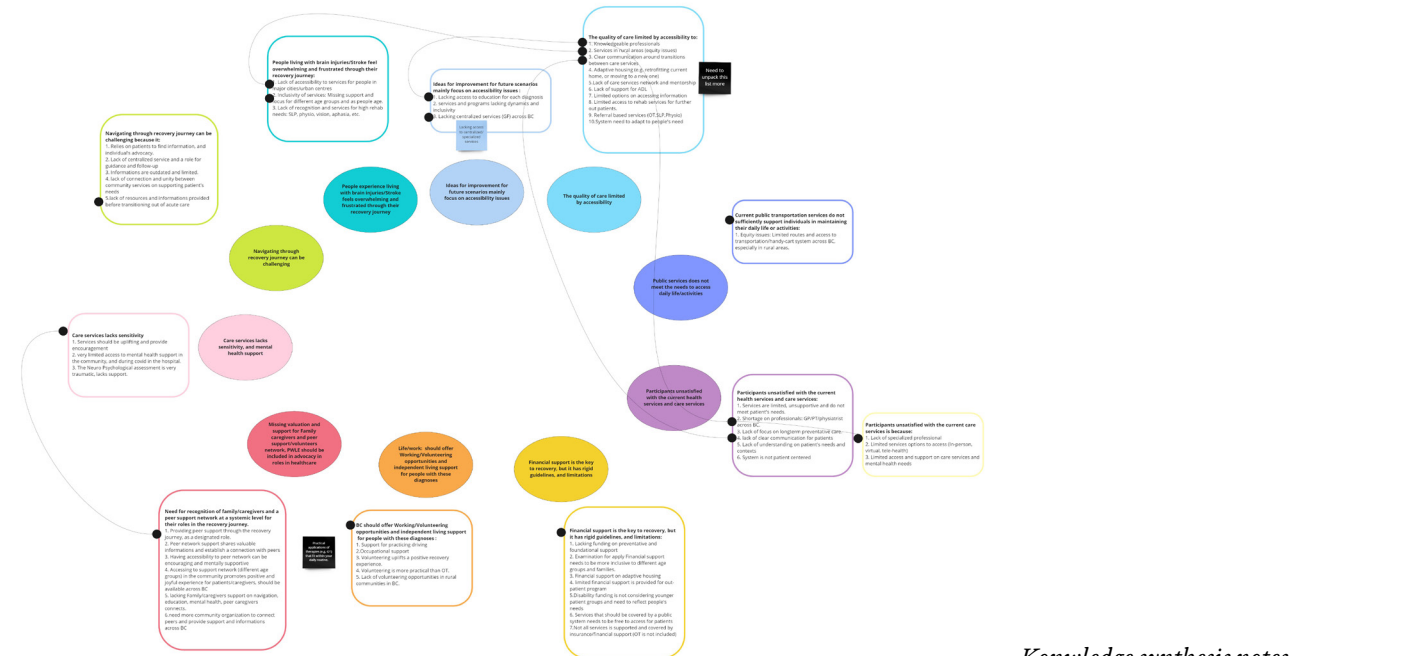 The quality of care limited by accessibility to:
1. Knowledgeable professionals
2. Services in rural areas (equity issues)
3. Clear communication around transitions
between care services
4. Adaptive housing (e.g. retrofitting current
home, or moving to a new one)
5.Lack of care services network and mentorship
6. Lack of support for ADL
7. Limited options on accessing information
8. Limited access to rehab services for further
out patients.
9. Referral based services (OT,SLP,Physio)
10.System need to adapt to people's need
Need to
unpack this
list more
People living with brain injuries/Stroke feel
overwhelming and frustrated through their
recovery journey:
Lack of accessibility to services for people in
major cities/urban centres
2. Inclusivity of services: Missing support and
focus for different age groups and as people age.
3. Lack of recognition and services for high rehab
needs: SLP, physio, vision, aphasia, etc.
Ideas for improvement for future scenarios
mainly focus on accessibility issues :
1. Lacking access to education for each diagnosis
2. services and programs lacking dynamics and
inclusivity
3. Lacking centralized services (GF) across BC
Lacking access
services
Navigating through recovery journey can be
challenging because it:
1. Relies on patients to find information, and
individual's advocacy.
2. Lack of centralized service and a role for
guidance and follow-up
3. Informations are outdated and limited.
4. lack of connection and unity between
community services on supporting patient's
needs
5.lack of resources and informations provided
before transitioning out of acute care
People experience living
with brain injuries/Stroke
feels overwhelming and
frustrated through their
recovery journey
Ideas for improvement for
future scenarios mainly
focus on accessibility issues
The quality of care limited
by accessibility
Current public transportation services do not
sufficiently support individuals in maintaining
their daily life or activities:
1. Equity issues: Limited routes and access to
transportation/handy-cart system across BC,
especially in rural areas.
Navigating through
recovery journey can be
challenging
Public services does not
meet the needs to access
daily life/activities
Care services lacks sensitivity
1. Services should be uplifting and provide
encouragement
2. very limited access to mental health support in
the community, and during covid in the hospital.
3. The Neuro Psychological assessment is very
traumatic, lacks support.
Care services lacks
sensitivity, and mental
health support
Participants unsatisfied
with the current health
services and care services
Participants unsatisfied with the current
health services and care services:
1. Services are limited, unsupportive and do not
meet patient's needs.
2. Shortage on professionals: GP/PT(physicists)
across BC.
3. Lack of focus on longterm preventative care.
4. lack of clear communication for patients
5. Lack of understanding on patient's needs and
contexts
6. System is not patient centered
Participants unsatisfied with the current care
services is because:
1. Lack of specialized professional
2. Limited services options to access (in-person,
virtual, tele-health)
3. Limited access and support on care services and
mental health needs
Missing valuation and
support for Family
caregivers and peer
support/volunteers
network, PWLE should be
included in advocacy in
roles in healthcare
Life/work: should offer
Working/Volunteering
opportunities and
independent living support
for people with these
diagnoses
Financial support is the key
to recovery, but it has rigid
guidelines, and limitations
Need for recognition of family/caregivers and a
peer support network at a systemic level for
their roles in the recovery journey.
1. Providing peer support through the recovery
journey, as a designated role.
2. Peer network support shares valuable
informations and establish a connection with peers
3. Having accessibility to peer network can be
encouraging and mentally supportive
4. Accessing to support network (different age
groups) in the community promotes positive and
joyful experience for patients/caregivers, should be
available across BC
5. lacking Family/caregivers support on navigation,
education, mental health, peer caregivers
connects.
6.need more community organization to connect
peers and provide support and informations
across BC
Practical
applications of
BC should offer Working/Volunteering
opportunities and independent living support
for people with these diagnoses :
1. Support for practicing driving
2.Occupational support
3. Volunteering uplifts a positive recovery
experience.
4. Volunteering is more practical than OT.
5. Lack of volunteering opportunities in rural
communities in BC.
Financial support is the key to recovery, but
it has rigid guidelines, and limitations:
1. Lacking funding on preventative and
foundational support
2. Examination for apply Financial support
needs to be more inclusive to different age
groups and families.
3. Financial support on adaptive housing
4. limited financial support is provided for out-
patient program
5.Disability funding is not considering younger
patient groups and need to reflect people's
needs
6. Services that should be covered by a public
system needs to be free to access for patients
7.Not all services is supported and covered by
insurance/financial support (OT is not included)
Knowledge synthesis notes